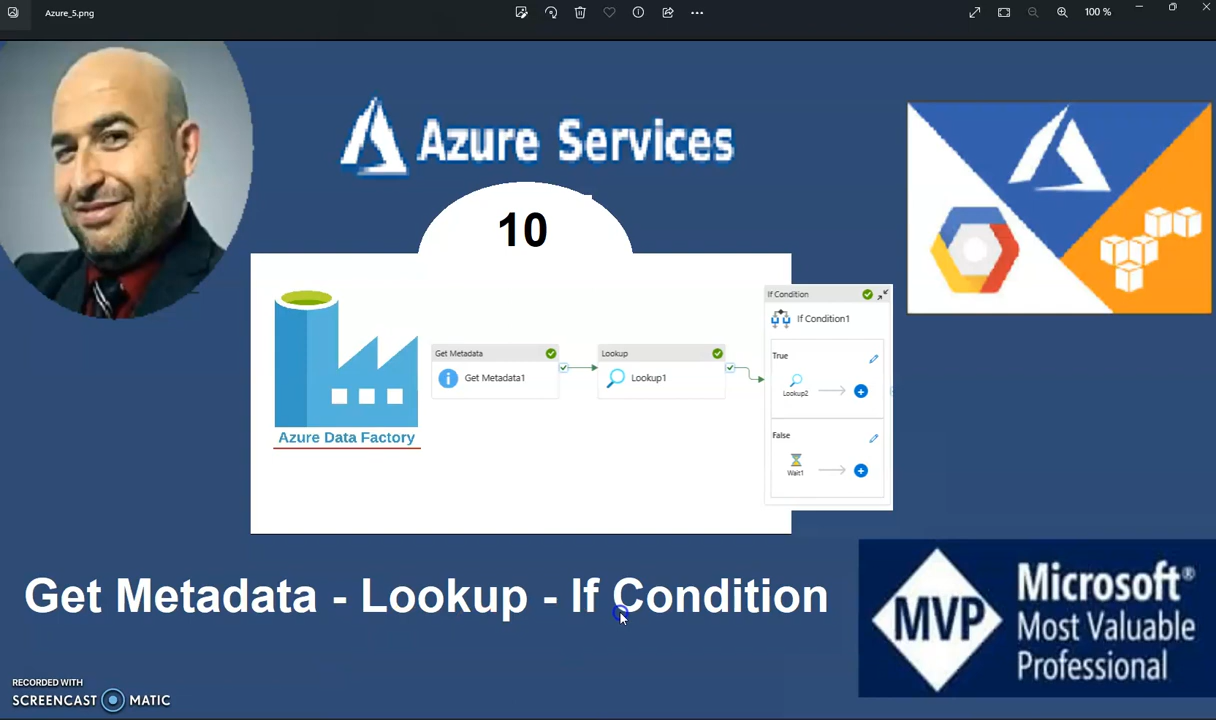 Azure_5.png
100 %
Azure Services
10
Get Metadata
Get Metadata1
Lookup
Lookup1
If Condition
If Condition1
True
Lookup2
False
Wait1
Azure Data Factory
Get Metadata - Lookup - If Condition
MVP
Microsoft®
Most Valuable
Professional
RECORDED WITH
SCREENCAST MATIC